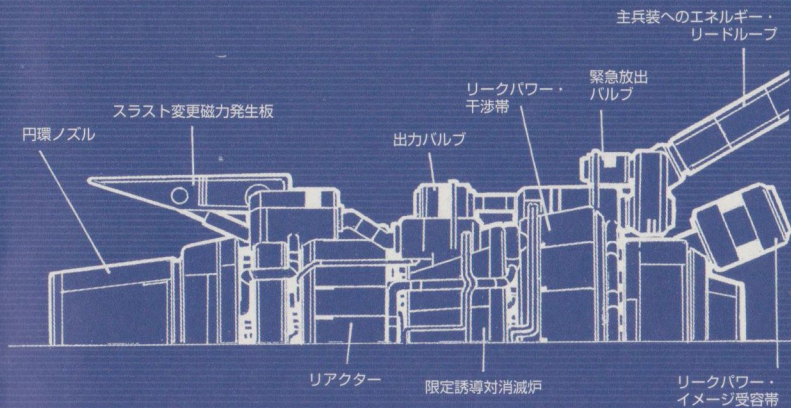 主兵装へのエネルギー・
リードループ
緊急放出
バルブ
リークパワー・
干渉帯
スラスト変更磁力発生板
出力バルブ
円環ノズル
リアクター
限定誘導対消滅炉
リークパワー・
イメージ受容帯